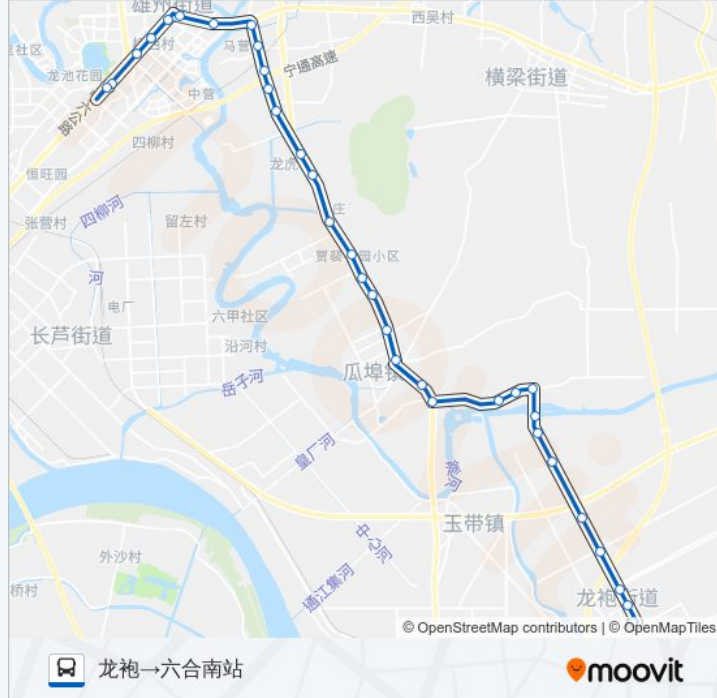 雄州街道
西吴村
马营
里社区
龙池花园
宁通高速
横梁街道
中营
六公路
四柳村
龙虎
恒旺园
庄
四柳河
张营村
留左村
河
电厂
六甲社区
长芦街道
沿河村
瓜埠镇
岳子河
皇厂河
滁河
玉带镇
中心河
外沙村
通江集河
桥村
龙袍街道
© OpenStreetMap contributors | © OpenMapTiles
龙袍→六合南站
moovit